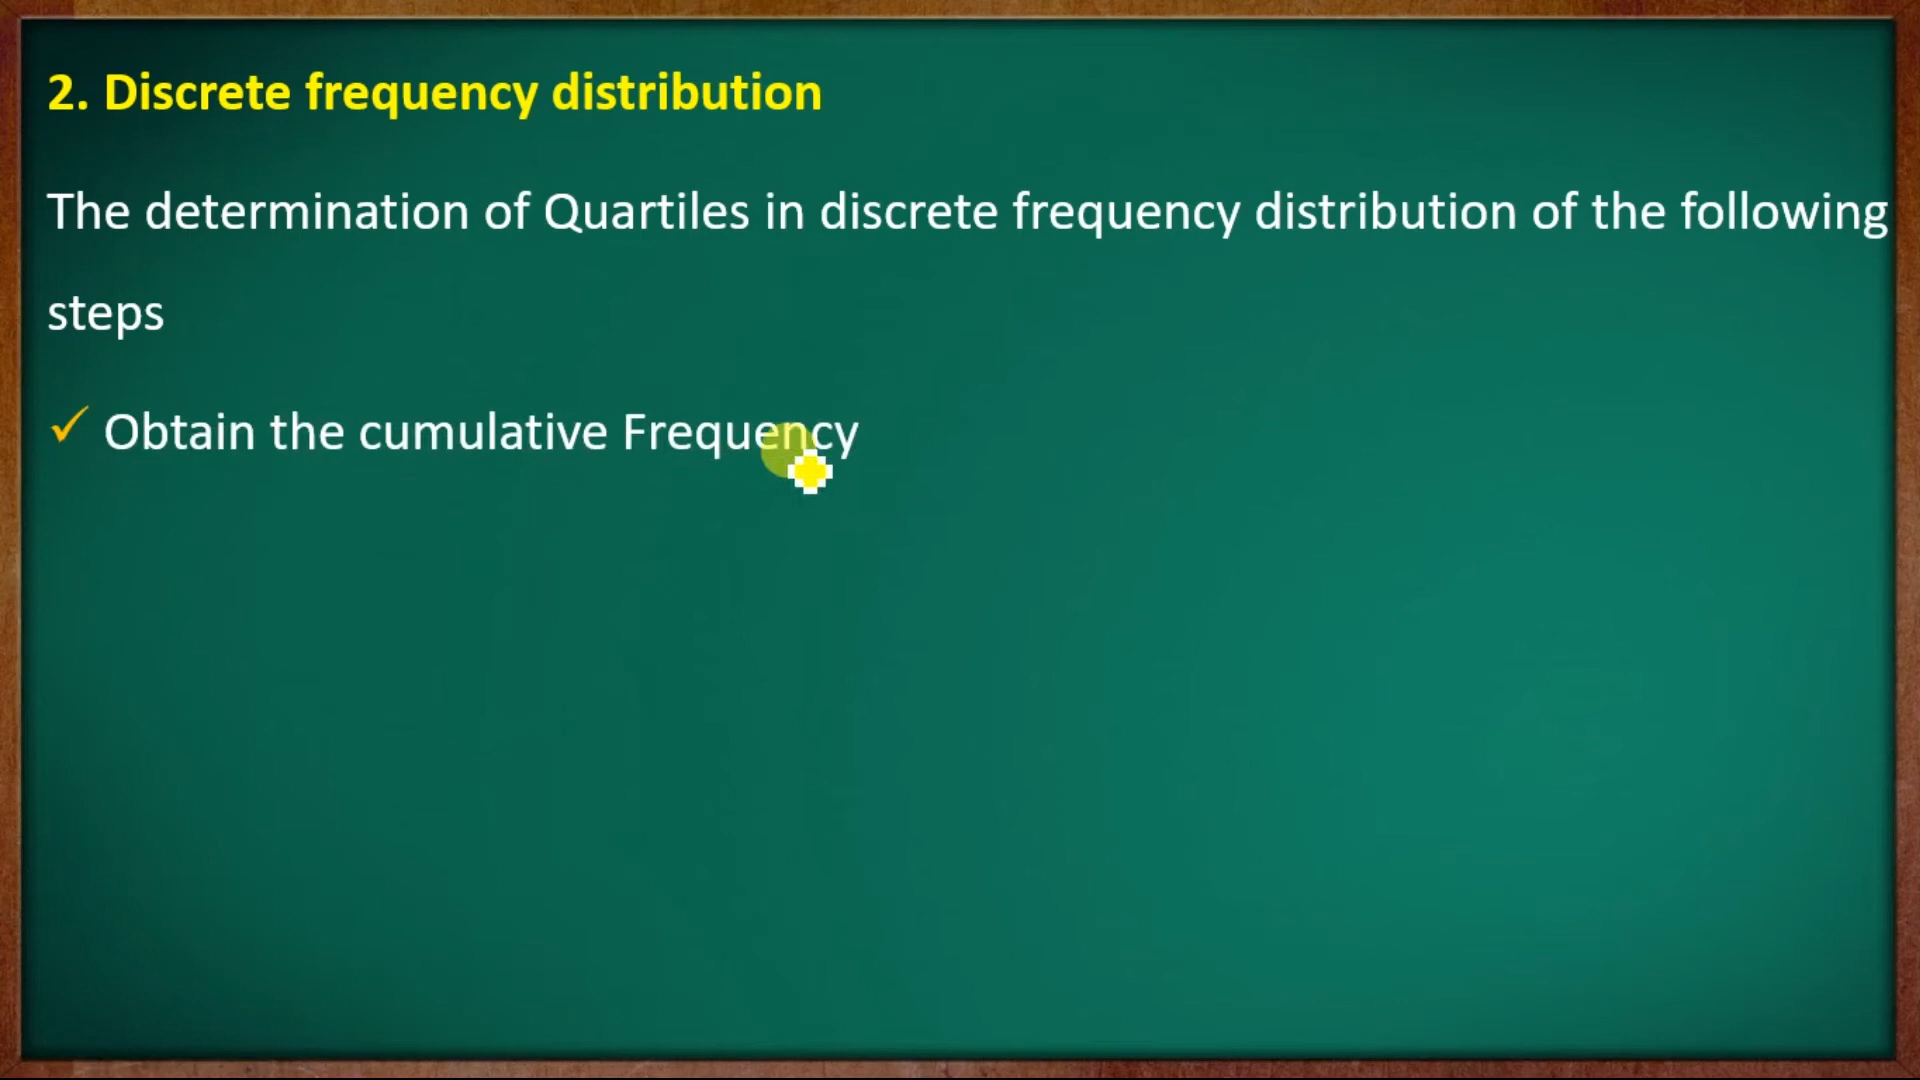 2. Discrete frequency distribution
The determination of Quartiles in discrete frequency distribution of the following
steps
✓ Obtain the cumulative Frequency